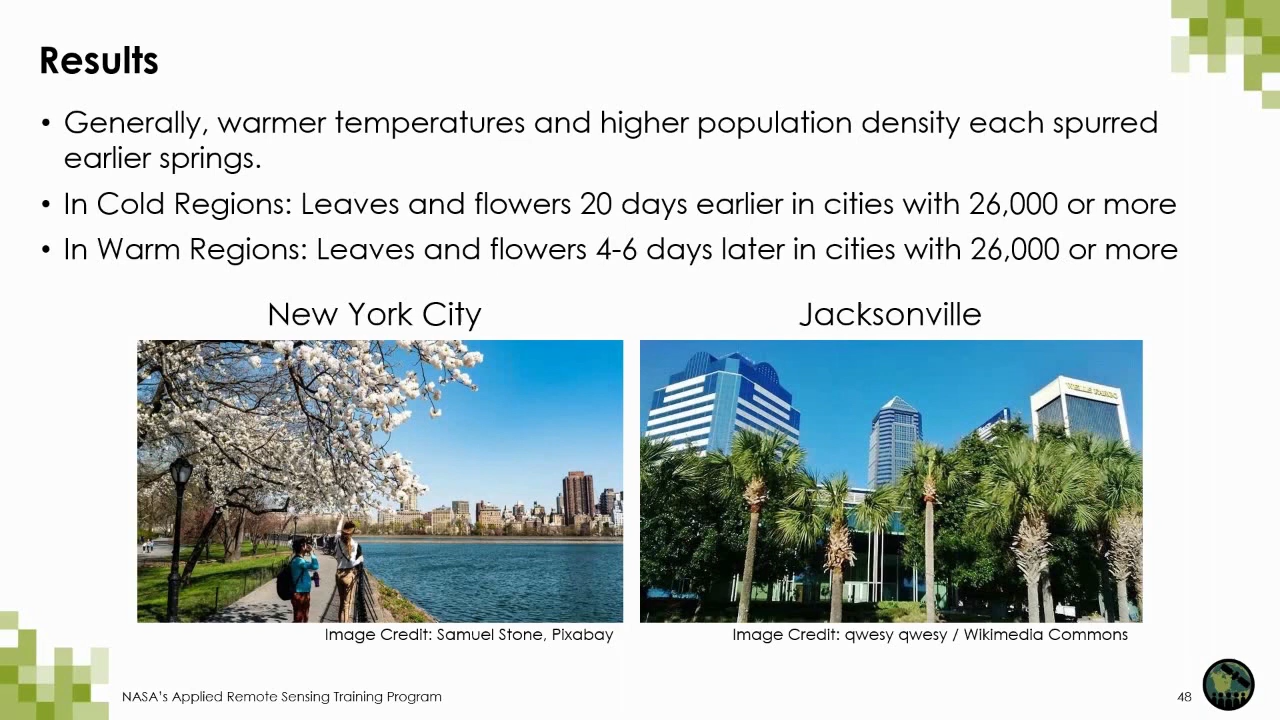 Results
• Generally, warmer temperatures and higher population density each spurred
earlier springs.
• In Cold Regions: Leaves and flowers 20 days earlier in cities with 26,000 or more
• In Warm Regions: Leaves and flowers 4-6 days later in cities with 26,000 or more
New York City
Jacksonville
WELLS FARGO
Image Credit: Samuel Stone, Pixabay
Image Credit: qwesy qwesy / Wikimedia Commons
NASA's Applied Remote Sensing Training Program
48